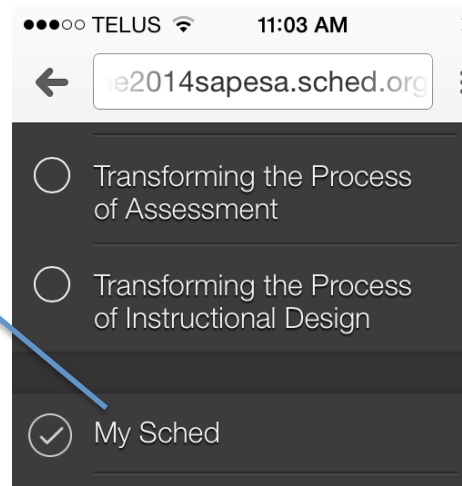 TELUS 11:03 AM
e2014sapesa.sched.org
Transforming the Process
of Assessment
Transforming the Process
of Instructional Design
My Sched